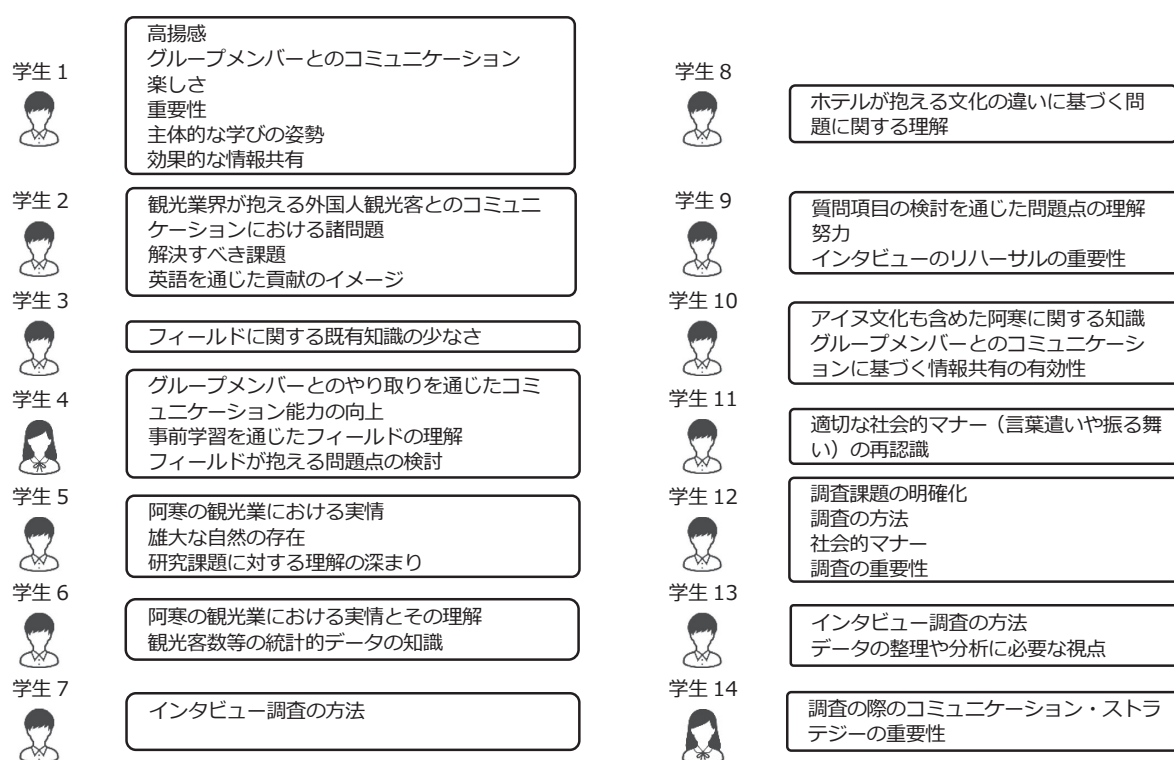 学生 1
高揚感
グループメンバーとのコミュニケーション
楽しさ
重要性
主体的な学びの姿勢
効果的な情報共有
学生 2
観光業界が抱える外国人観光客とのコミュニ
ケーションにおける諸問題
解決すべき課題
英語を通じた貢献のイメージ
学生 3
フィールドに関する既有知識の少なさ
学生 4
グループメンバーとのやり取りを通じたコミ
ュニケーション能力の向上
事前学習を通じたフィールドの理解
フィールドが抱える問題点の検討
学生 5
阿寒の観光業における実情
雄大な自然の存在
研究課題に対する理解の深まり
学生 6
阿寒の観光業における実情とその理解
観光客数等の統計的データの知識
学生 7
インタビュー調査の方法
学生 8
ホテルが抱える文化の違いに基づく問
題に関する理解
学生 9
質問項目の検討を通じた問題点の理解
努力
インタビューのリハーサルの重要性
学生 10
アイヌ文化も含めた阿寒に関する知識
グループメンバーとのコミュニケーシ
ョンに基づく情報共有の有効性
学生 11
適切な社会的マナー（言葉遣いや振る舞
い）の再認識
学生 12
調査課題の明確化
調査の方法
社会的マナー
調査の重要性
学生 13
インタビュー調査の方法
データの整理や分析に必要な視点
学生 14
調査の際のコミュニケーション・ストラ
テジーの重要性